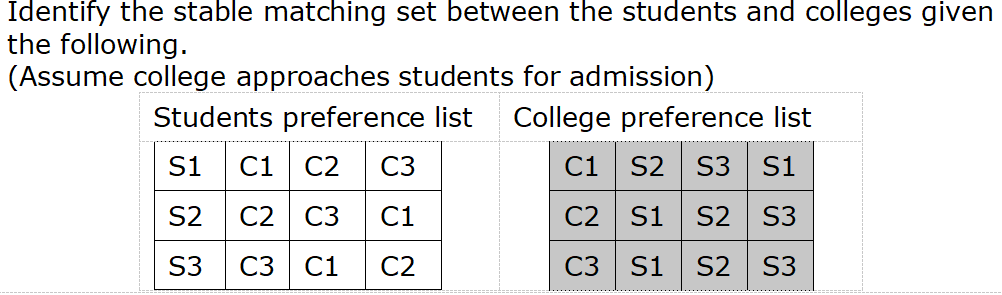 Identify the stable matching set between the students and colleges given
the following.
(Assume college approaches students for admission)
Students preference list College preference list
S1 C1 C2 C3 C1 S2 S3 S1
S2 C2 C3 C1 C2 S1 S2 S3
S3 C3 C1 C2 C3 S1 S2 S3